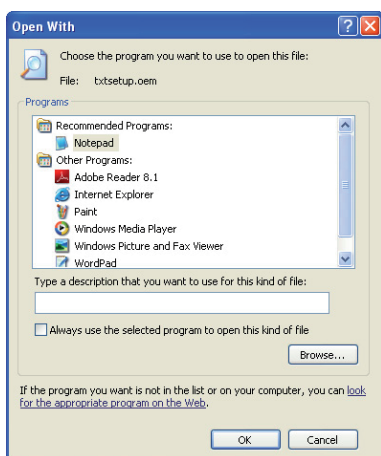 Open With
Choose the program you want to use to open this file:
File: txtsetup.oem
Programs
Recommended Programs:
Notepad
Other Programs:
Adobe Reader 8.1
Internet Explorer
Paint
Windows Media Player
Windows Picture and Fax Viewer
WordPad
Type a description that you want to use for this kind of file:
Always use the selected program to open this kind of file
Browse...
If the program you want is not in the list or on your computer, you can look
for the appropriate program on the Web.
OK Cancel